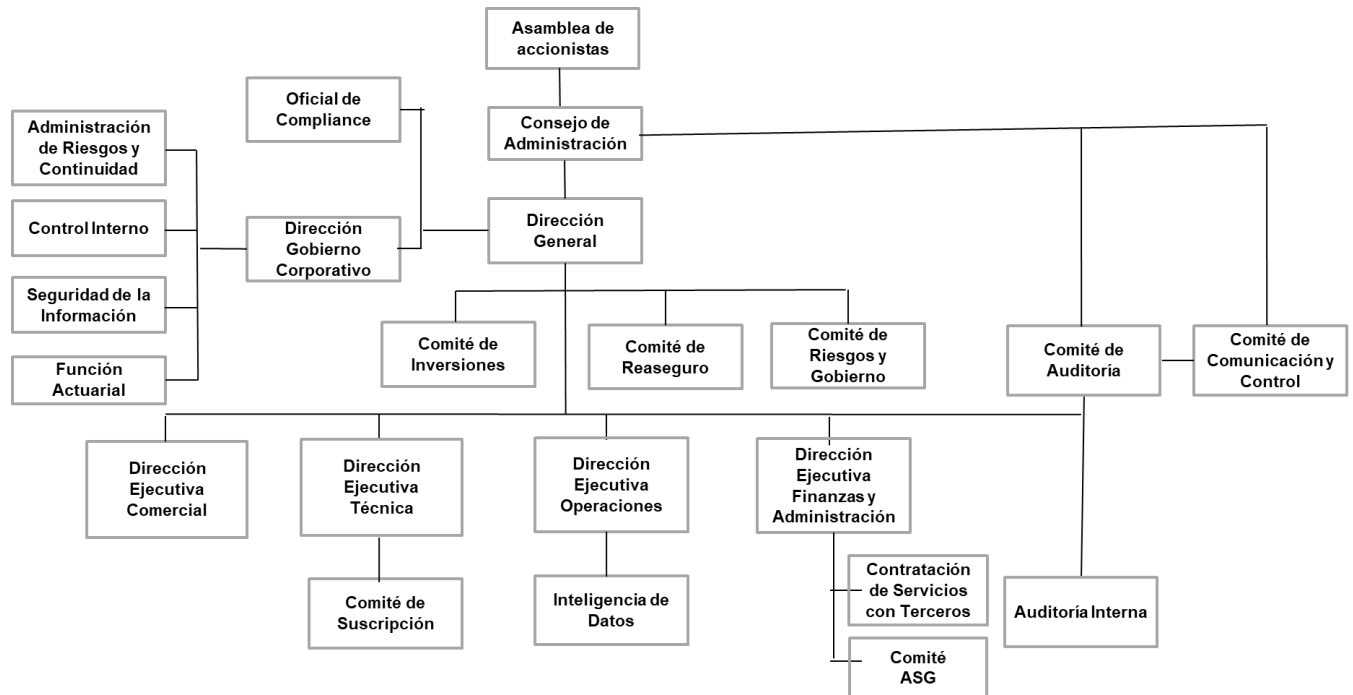 Asamblea de
accionistas
Oficial de
Compliance
Consejo de
Administración
Administración
de Riesgos y
Continuidad
Control Interno
Dirección
Gobierno
Corporativo
Dirección
General
Seguridad de la
Información
Función
Actuarial
Comité de
Inversiones
Comité de
Reaseguro
Comité de
Riesgos y
Gobierno
Comité de
Auditoría
Comité de
Comunicación y
Control
Dirección
Ejecutiva
Comercial
Dirección
Ejecutiva
Técnica
Dirección
Ejecutiva
Operaciones
Dirección
Ejecutiva
Finanzas y
Administración
Comité de
Suscripción
Inteligencia de
Datos
Contratación
de Servicios
con Terceros
Auditoría Interna
Comité
ASG